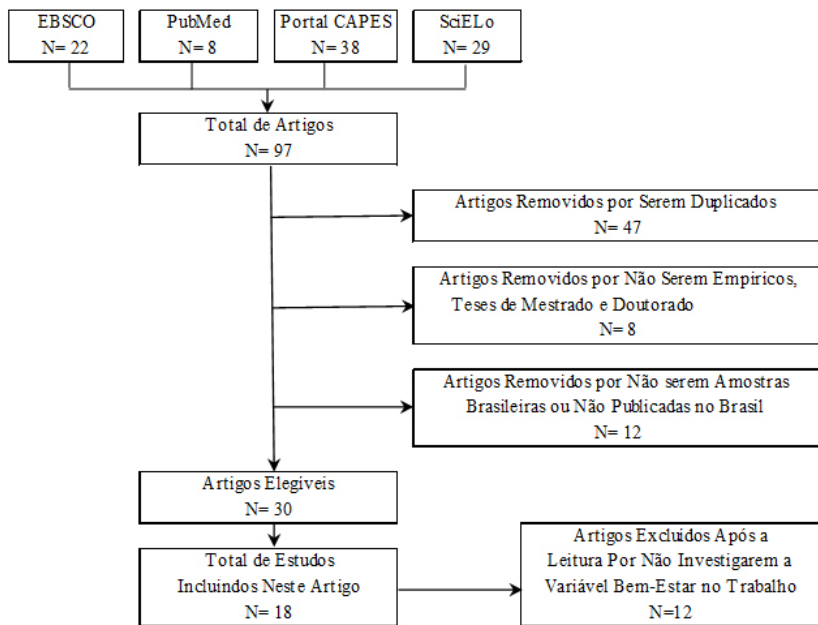 EBSCO
N= 22
PubMed
N= 8
Portal CAPES
N= 38
SciELo
N= 29
Total de Artigos
N= 97
Artigos Removidos por Serem Duplicados
N= 47
Artigos Removidos por Não Serem Empiricos,
Teses de Mestrado e Doutorado
N= 8
Artigos Removidos por Não serem Amostras
Brasileiras ou Não Publicadas no Brasil
N= 12
Artigos Elegiveis
N= 30
Total de Estudos
Incluindos Neste Artigo
N= 18
Artigos Excluidos Após a
Leitura Por Não Investigarem a
Variável Bem-Estar no Trabalho
N=12